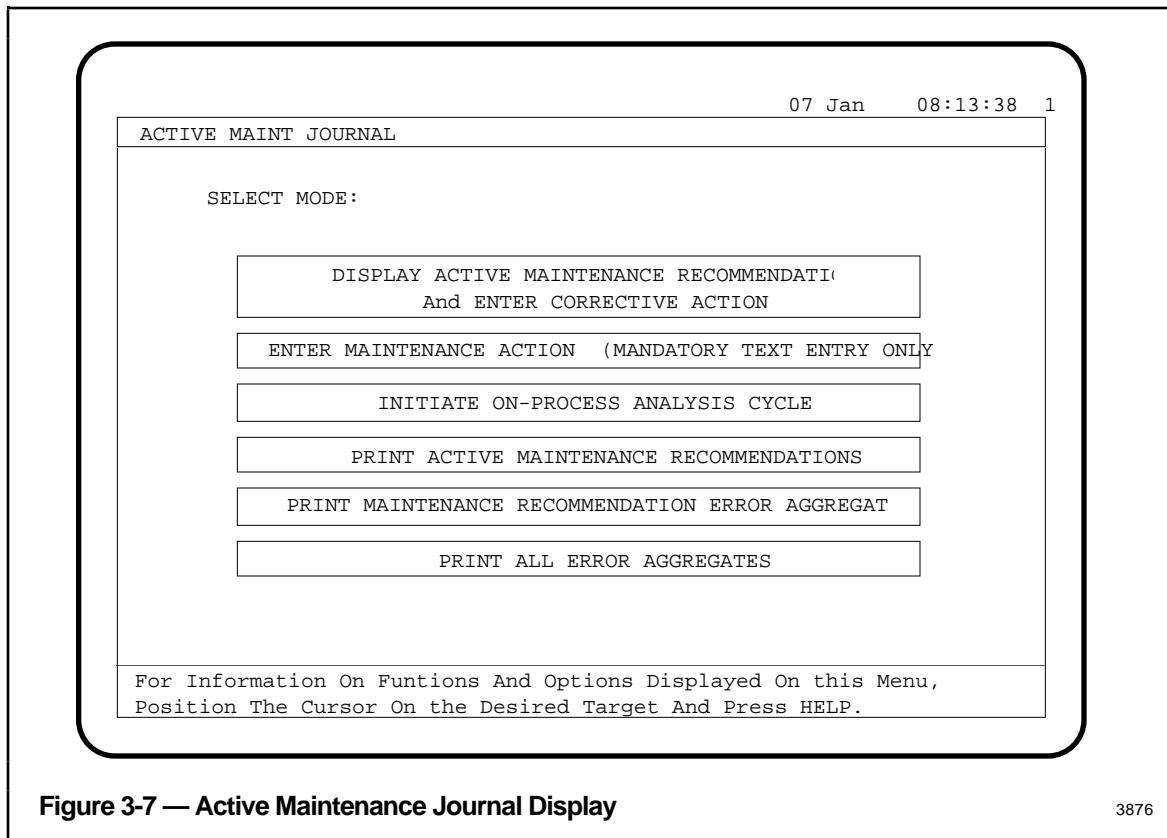 07 Jan 08:13:38 1
ACTIVE MAINT JOURNAL
SELECT MODE:
DISPLAY ACTIVE MAINTENANCE RECOMMENDATI(
And ENTER CORRECTIVE ACTION
ENTER MAINTENANCE ACTION (MANDATORY TEXT ENTRY ONLY
INITIATE ON-PROCESS ANALYSIS CYCLE
PRINT ACTIVE MAINTENANCE RECOMMENDATIONS
PRINT MAINTENANCE RECOMMENDATION ERROR AGGREGAT
PRINT ALL ERROR AGGREGATES
For Information On Funtions And Options Displayed On this Menu,
Position The Cursor On the Desired Target And Press HELP.
Figure 3-7 — Active Maintenance Journal Display 3876